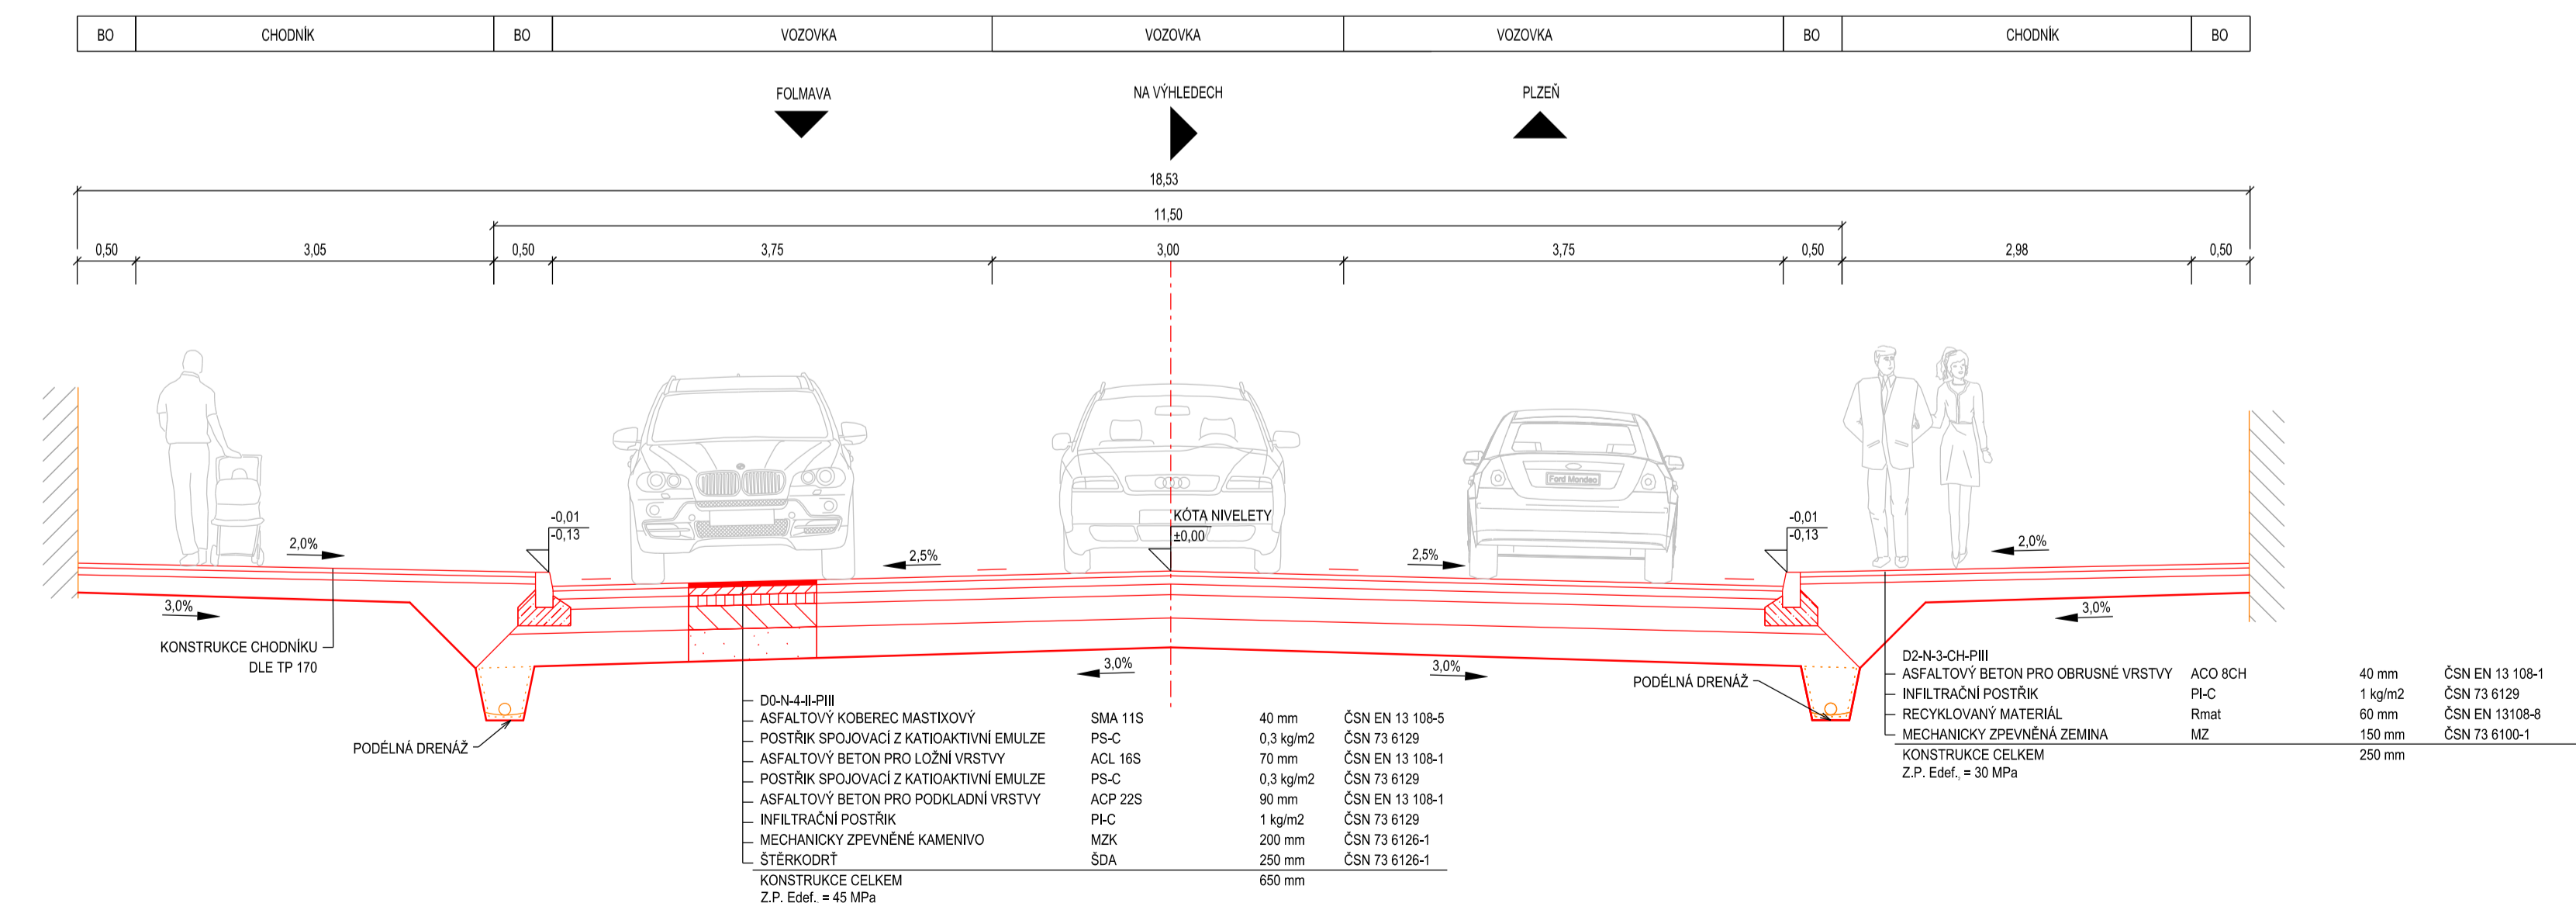 BO CHODNÍK BO VOZOVKA VOZOVKA VOZOVKA BO CHODNÍK BO
FOLMAVA NA VÝHLEDECH PLZEŇ
18,53
11,50
0,50 3,05 0,50 3,75 3,00 3,75 0,50 2,98 0,50
-0,01
-0,13
KÓTA NIVELETY
±0,00
-0,01
-0,13
Ford Mondeo
2,0% 2,5% 2,5% 2,0%
3,0% 3,0% 3,0% 3,0%
KONSTRUKCE CHODNÍKU
DLE TP 170
PODÉLNÁ DRENÁŽ
PODÉLNÁ DRENÁŽ
D0-N-4-II-PIII
ASFALTOVÝ KOBEREC MASTIXOVÝ SMA 11S 40 mm ČSN EN 13 108-5
POSTŘIK SPOJOVACÍ Z KATIOAKTIVNÍ EMULZE PS-C 0,3 kg/m2 ČSN 73 6129
ASFALTOVÝ BETON PRO LOŽNÍ VRSTVY ACL 16S 70 mm ČSN EN 13 108-1
POSTŘIK SPOJOVACÍ Z KATIOAKTIVNÍ EMULZE PS-C 0,3 kg/m2 ČSN 73 6129
ASFALTOVÝ BETON PRO PODKLADNÍ VRSTVY ACP 22S 90 mm ČSN EN 13 108-1
INFILTRAČNÍ POSTŘIK PI-C 1 kg/m2 ČSN 73 6129
MECHANICKY ZPEVNĚNÉ KAMENIVO MZK 200 mm ČSN 73 6126-1
ŠTĚRKODRŤ ŠDA 250 mm ČSN 73 6126-1
KONSTRUKCE CELKEM 650 mm
Z.P. Edef., = 45 MPa
D2-N-3-CH-PIII
ASFALTOVÝ BETON PRO OBRUSNÉ VRSTVY ACO 8CH 40 mm ČSN EN 13 108-1
INFILTRAČNÍ POSTŘIK PI-C 1 kg/m2 ČSN 73 6129
RECYKLOVANÝ MATERIÁL Rmat 60 mm ČSN EN 13108-8
MECHANICKY ZPEVNĚNÁ ZEMINA MZ 150 mm ČSN 73 6100-1
KONSTRUKCE CELKEM 250 mm
Z.P. Edef., = 30 MPa